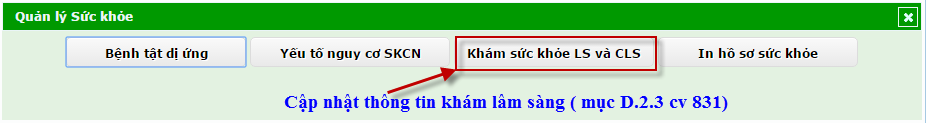 Quản lý Sức khỏe
Bệnh tật dị ứng Yếu tố nguy cơ SKCN Khám sức khỏe LS và CLS In hồ sơ sức khỏe
Cập nhật thông tin khám lâm sàng ( mục D.2.3 cv 831)